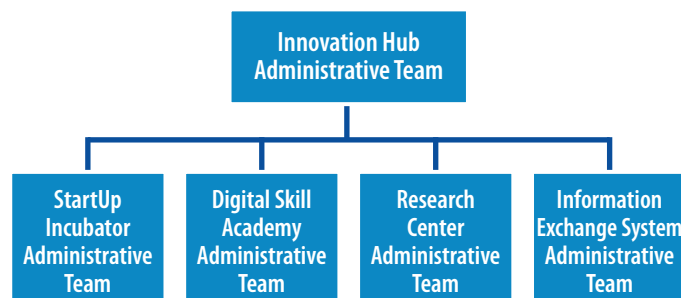 Innovation Hub
Administrative Team
StartUp
Incubator
Administrative
Team
Digital Skill
Academy
Administrative
Team
Research
Center
Administrative
Team
Information
Exchange System
Administrative
Team